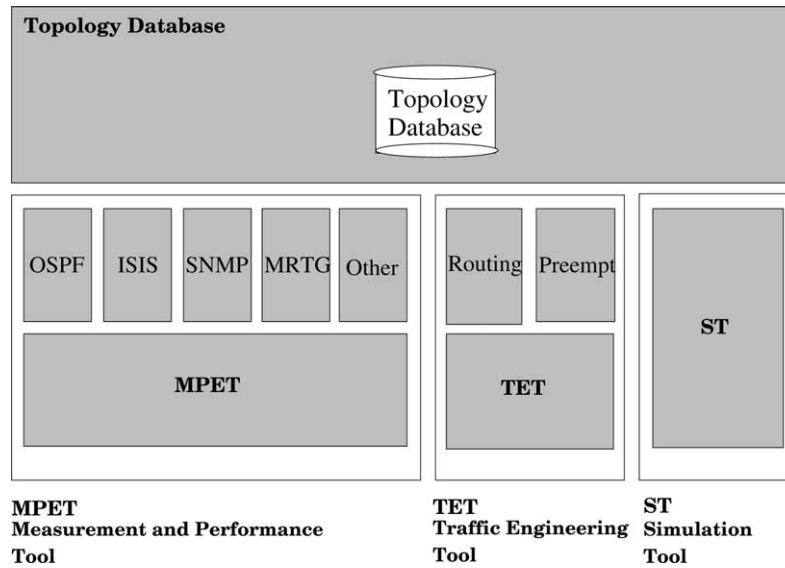 Topology Database
Topology
Database
OSPF
ISIS
SNMP
MRTG
Other
Routing
Preempt
MPET
TET
ST
MPET
Measurement and Performance
Tool
TET
Traffic Engineering
Tool
ST
Simulation
Tool